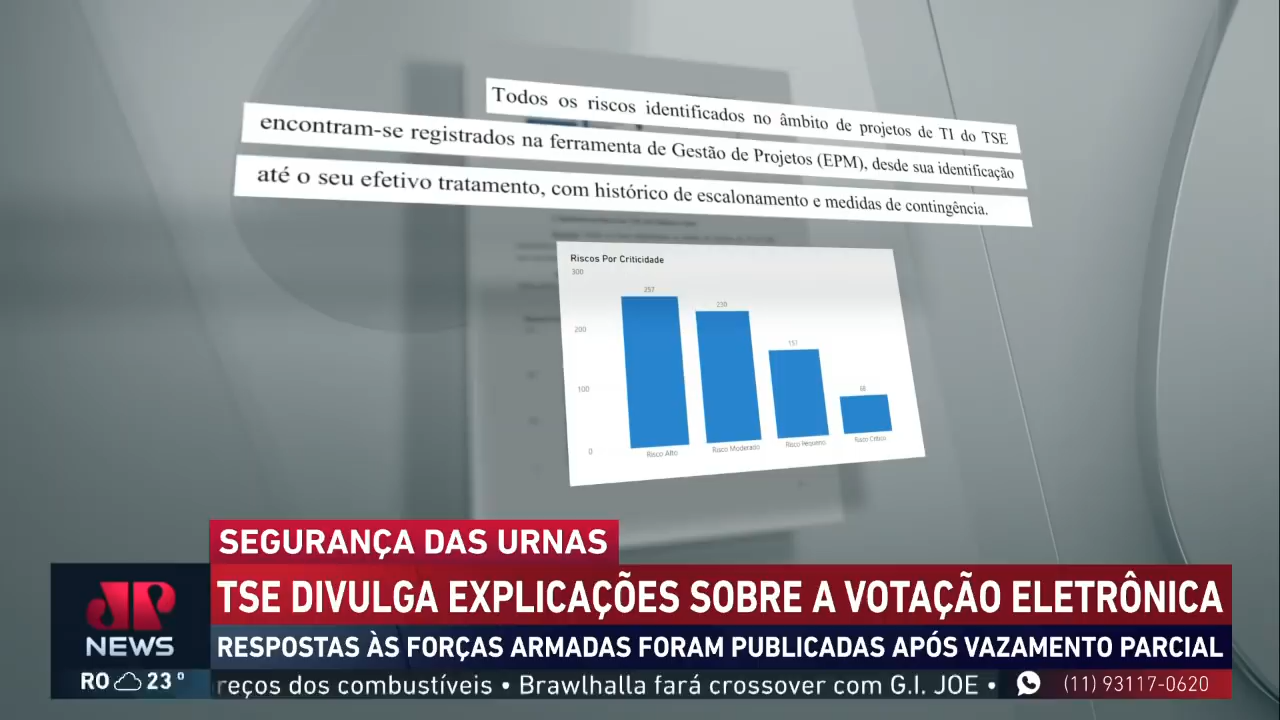 Todos os riscos identificados no âmbito de projetos de TI do TSE
encontram-se registrados na ferramenta de Gestão de Projetos (EPM), desde sua identificação
até o seu efetivo tratamento, com histórico de escalonamento e medidas de contingência.
Riscos Por Criticidade
300
200
100
0
257
230
157
68
Risco Alto
Risco Moderado
Risco Pequeno
Risco Crítico
SEGURANÇA DAS URNAS
TSE DIVULGA EXPLICAÇÕES SOBRE A VOTAÇÃO ELETRÔNICA
RESPOSTAS ÀS FORÇAS ARMADAS FORAM PUBLICADAS APÓS VAZAMENTO PARCIAL
JP
NEWS
RO 23°
reços dos combustíveis • Brawlhalla fará crossover com G.I. JOE •
(11) 93117-0620